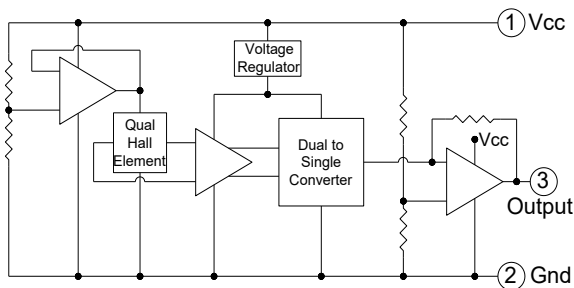 1 Vcc
Voltage
Regulator
Qual
Hall
Element
Dual to
Single
Converter
Vcc
3
Output
2 Gnd